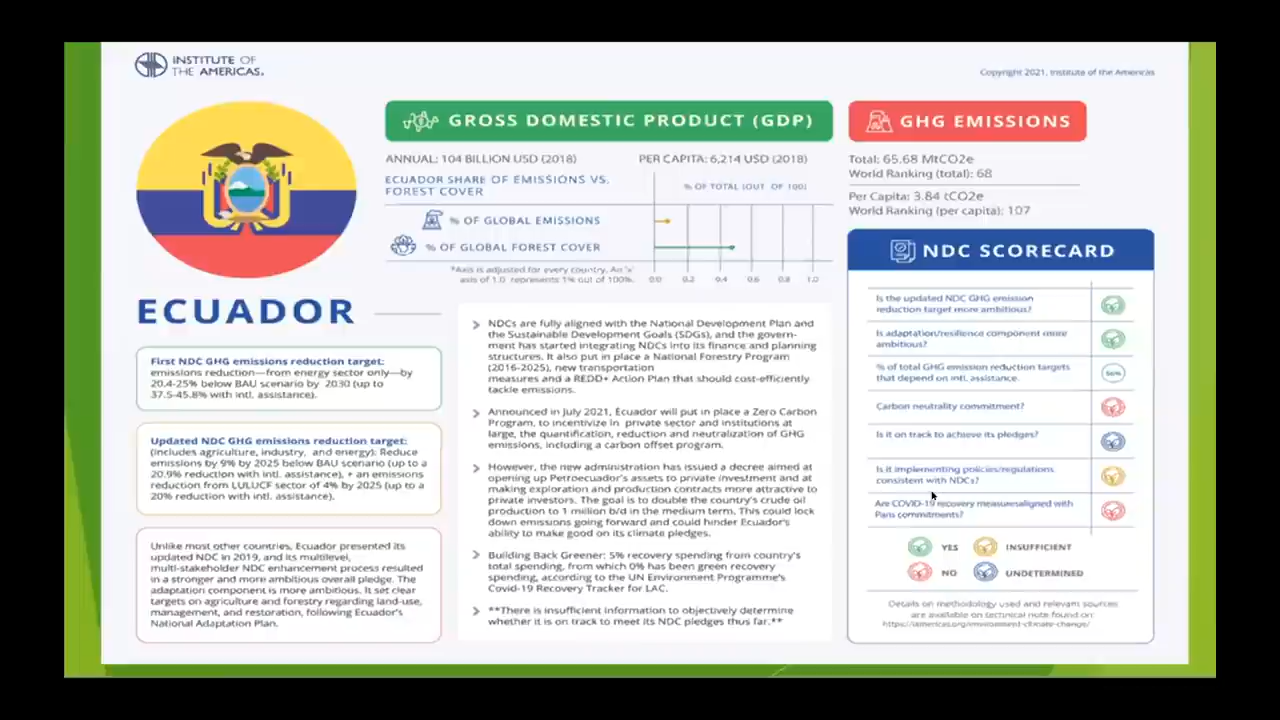 INSTITUTE OF
THE AMERICAS.
Copyright 2021, Institute of the Americas
GROSS DOMESTIC PRODUCT (GDP)
GHG EMISSIONS
ANNUAL: 104 BILLION USD (2018)
PER CAPITA: 6,214 USD (2018)
ECUADOR SHARE OF EMISSIONS VS.
FOREST COVER
% OF TOTAL (OUT OF 100)
% OF GLOBAL EMISSIONS
% OF GLOBAL FOREST COVER
*Axis is adjusted for every country. An 'x'
axis of 1.0 represents 1% out of 100%.
0.0 0.2 0.4 0.6 0.8 1.0
Total: 65.68 MtCO2e
World Ranking (total): 68
Per Capita: 3.84 tCO2e
World Ranking (per capita): 107
ECUADOR
First NDC GHG emissions reduction target:
emissions reduction—from energy sector only—by
20.4-25% below BAU scenario by 2030 (up to
37.5-45.8% with intl. assistance).
Updated NDC GHG emissions reduction target:
(includes agriculture, industry, and energy): Reduce
emissions by 9% by 2025 below BAU scenario (up to a
20.9% reduction with intl. assistance), + an emissions
reduction from LULUCF sector of 4% by 2025 (up to a
20% reduction with intl. assistance).
Unlike most other countries, Ecuador presented its
updated NDC in 2019, and its multilevel,
multi-stakeholder NDC enhancement process resulted
in a stronger and more ambitious overall pledge. The
adaptation component is more ambitious. It set clear
targets on agriculture and forestry regarding land-use,
management, and restoration, following Ecuador's
National Adaptation Plan.
NDCs are fully aligned with the National Development Plan and
the Sustainable Development Goals (SDGs), and the govern-
ment has started integrating NDCs into its finance and planning
structures. It also put in place a National Forestry Program
(2016-2025), new transportation
measures and a REDD+ Action Plan that should cost-efficiently
tackle emissions.
Announced in July 2021, Ecuador will put in place a Zero Carbon
Program, to incentivize in private sector and institutions at
large, the quantification, reduction and neutralization of GHG
emissions, including a carbon offset program.
However, the new administration has issued a decree aimed at
opening up Petroecuador's assets to private investment and at
making exploration and production contracts more attractive to
private investors. The goal is to double the country's crude oil
production to 1 million b/d in the medium term. This could lock
down emissions going forward and could hinder Ecuador's
ability to make good on its climate pledges.
Building Back Greener: 5% recovery spending from country's
total spending, from which 0% has been green recovery
spending, according to the UN Environment Programme's
Covid-19 Recovery Tracker for LAC.
**There is insufficient information to objectively determine
whether it is on track to meet its NDC pledges thus far.**
NDC SCORECARD
Is the updated NDC GHG emission
reduction target more ambitious?
Is adaptation/resilience component more
ambitious?
% of total GHG emission reduction targets
that depend on intl. assistance.
Carbon neutrality commitment?
Is it on track to achieve its pledges?
Is it implementing policies/regulations
consistent with NDCs?
Are COVID-19 recovery measuresaligned with
Paris commitments?
YES
INSUFFICIENT
NO
UNDETERMINED
Details on methodology used and relevant sources
are available on technical note found on:
https://iamericas.org/environment-climate-change/